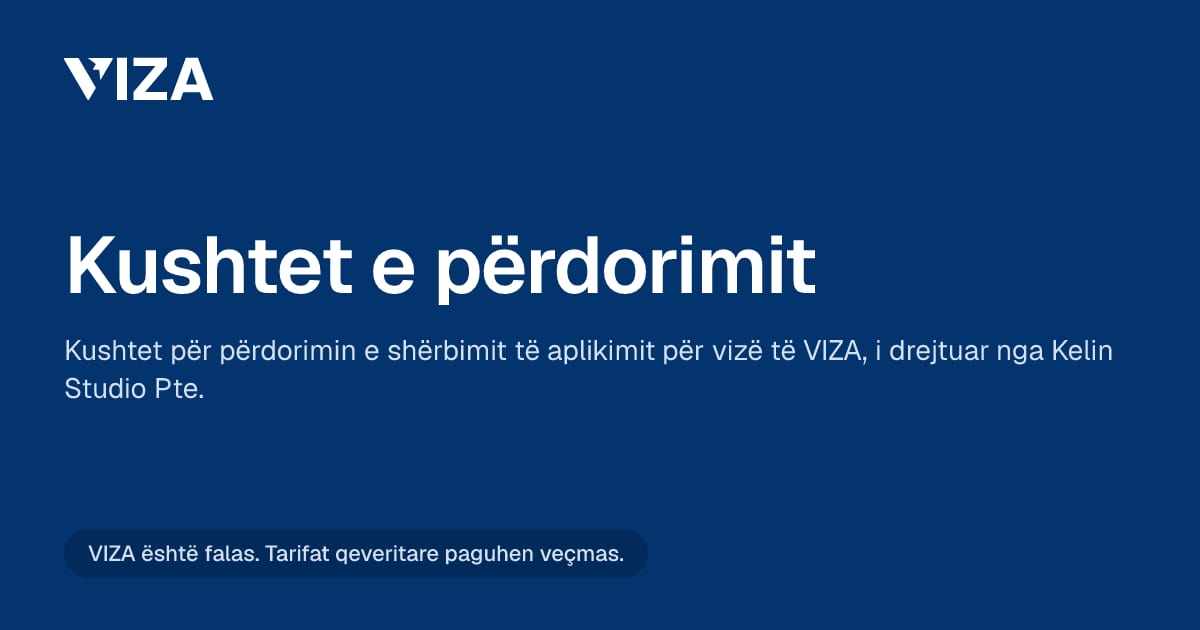 VIZA
Kushtet e përdorimit
Kushtet për përdorimin e shërbimit të aplikimit për vizë të VIZA, i drejtuar nga Kelin
Studio Pte.
VIZA është falas. Tarifat qeveritare paguhen veçmas.